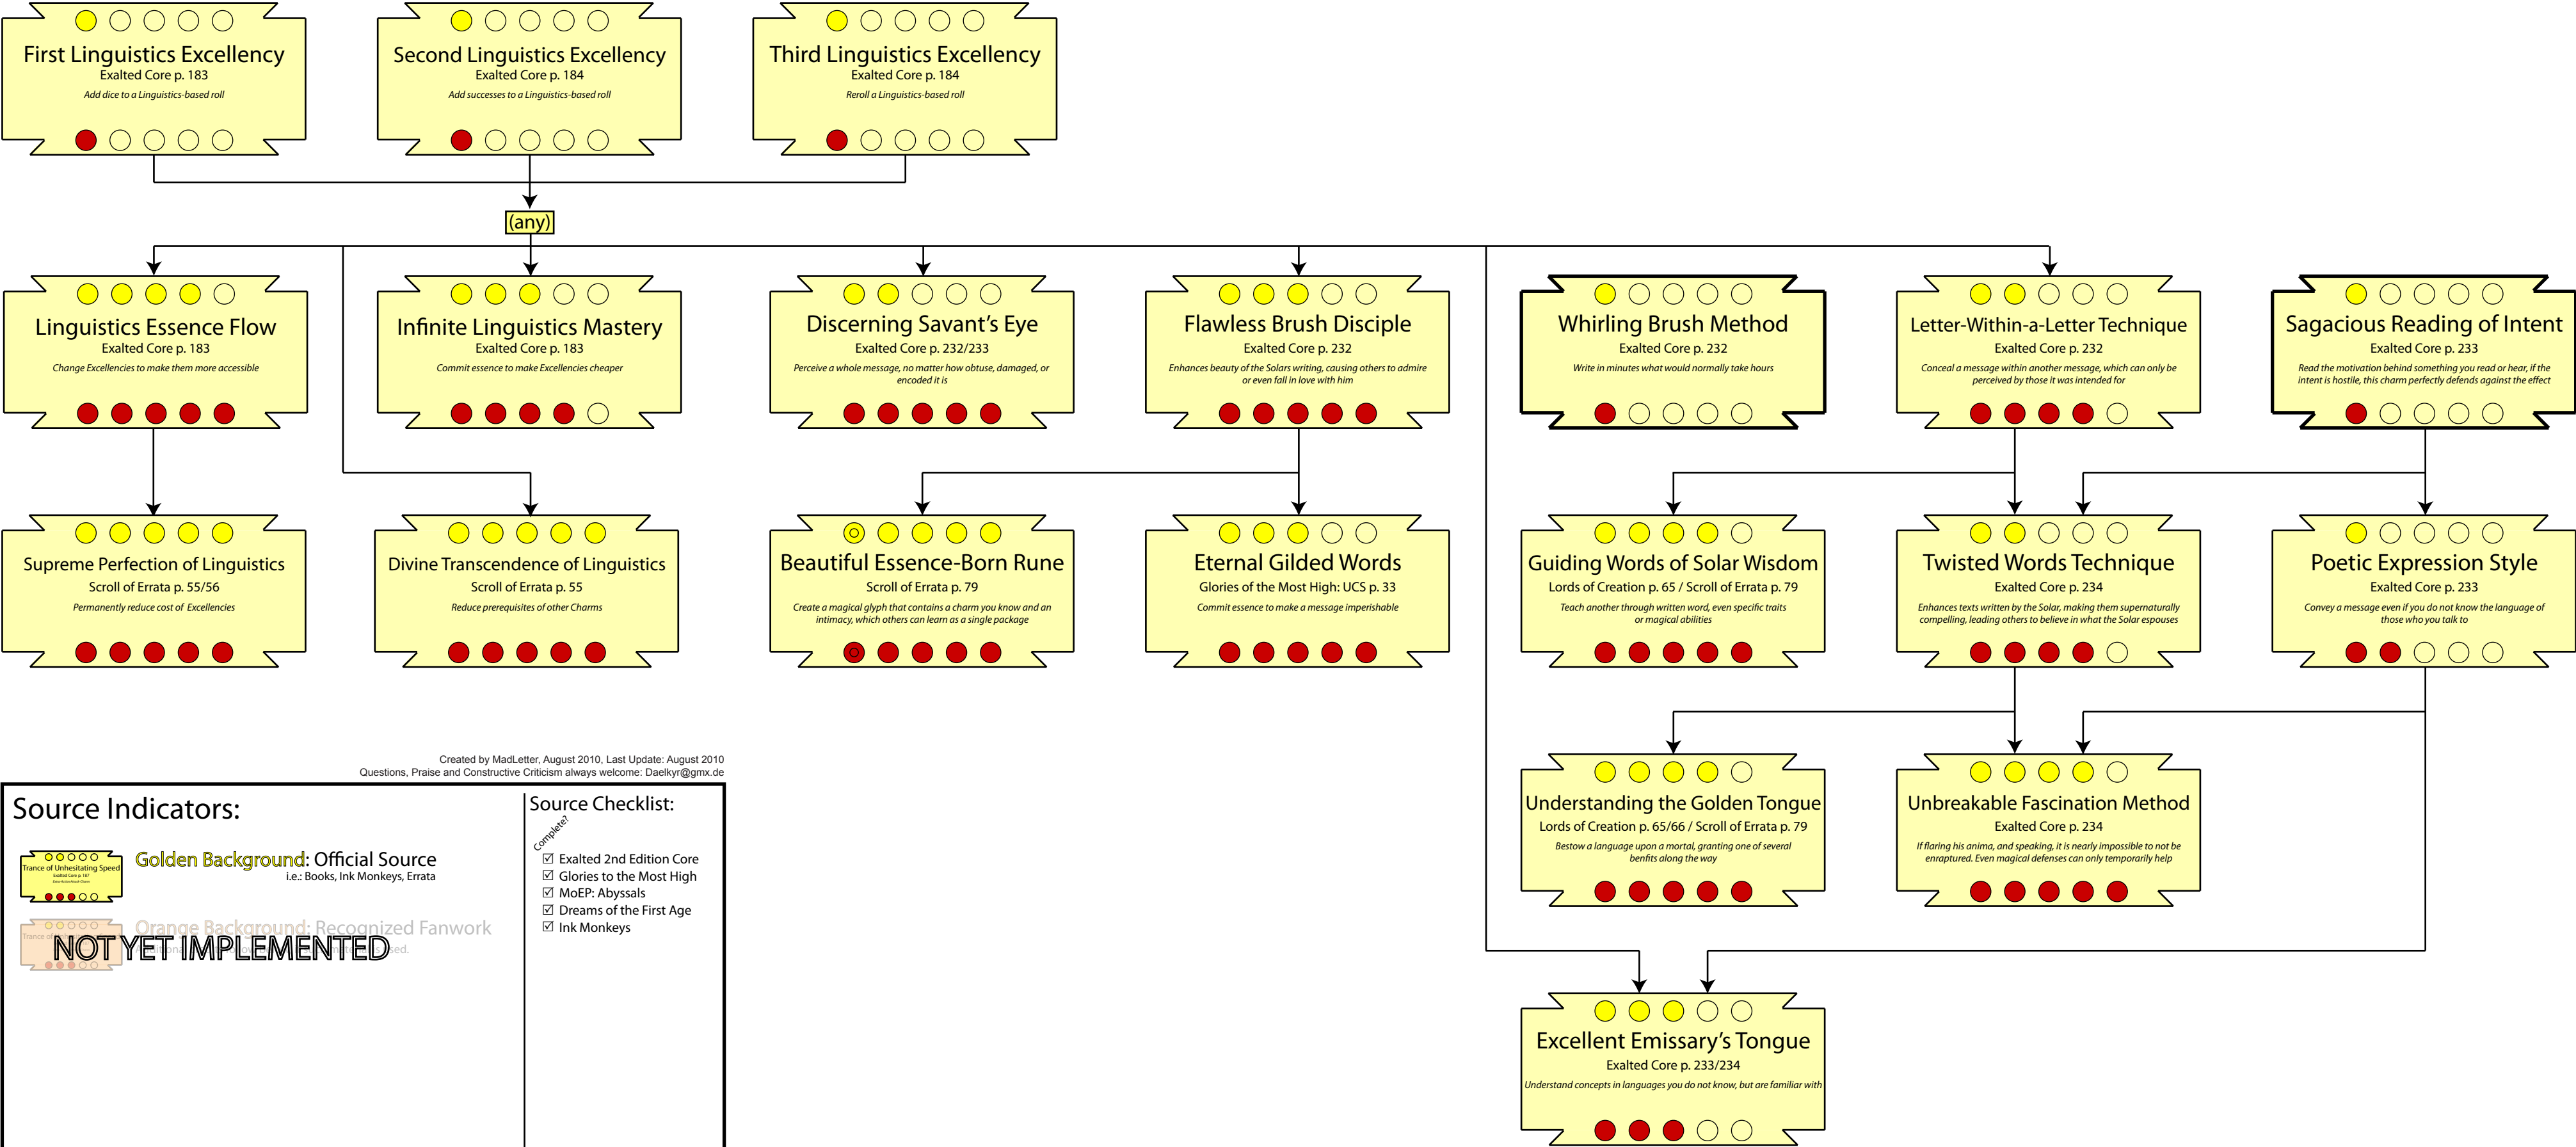 First Linguistics Excellency
Exalted Core p. 183
Add dice to a Linguistics-based roll
Second Linguistics Excellency
Exalted Core p. 184
Add successes to a Linguistics-based roll
Third Linguistics Excellency
Exalted Core p. 184
Reroll a Linguistics-based roll
(any)
Linguistics Essence Flow
Exalted Core p. 183
Change Excellencies to make them more accessible
Infinite Linguistics Mastery
Exalted Core p. 183
Commit essence to make Excellencies cheaper
Discerning Savant's Eye
Exalted Core p. 232/233
Perceive a whole message, no matter how obtuse, damaged, or
encoded it is
Flawless Brush Disciple
Exalted Core p. 232
Enhances beauty of the Solars writing, causing others to admire
or even fall in love with him
Whirling Brush Method
Exalted Core p. 232
Write in minutes what would normally take hours
Letter-Within-a-Letter Technique
Exalted Core p. 232
Conceal a message within another message, which can only be
perceived by those it was intended for
Sagacious Reading of Intent
Exalted Core p. 233
Read the motivation behind something you read or hear, if the
intent is hostile, this charm perfectly defends against the effect
Supreme Perfection of Linguistics
Scroll of Errata p. 55/56
Permanently reduce cost of Excellencies
Divine Transcendence of Linguistics
Scroll of Errata p. 55
Reduce prerequisites of other Charms
Beautiful Essence-Born Rune
Scroll of Errata p. 79
Create a magical glyph that contains a charm you know and an
intimacy, which others can learn as a single package
Eternal Gilded Words
Glories of the Most High: UCS p. 33
Commit essence to make a message imperishable
Guiding Words of Solar Wisdom
Lords of Creation p. 65 / Scroll of Errata p. 79
Teach another through written word, even specific traits
or magical abilities
Twisted Words Technique
Exalted Core p. 234
Enhances texts written by the Solar, making them supernaturally
compelling, leading others to believe in what the Solar espouses
Poetic Expression Style
Exalted Core p. 233
Convey a message even if you do not know the language of
those who you talk to
Understanding the Golden Tongue
Lords of Creation p. 65/66 / Scroll of Errata p. 79
Bestow a language upon a mortal, granting one of several
benfits along the way
Unbreakable Fascination Method
Exalted Core p. 234
If flaring his anima, and speaking, it is nearly impossible to not be
enraptured. Even magical defenses can only temporarily help
Excellent Emissary's Tongue
Exalted Core p. 233/234
Understand concepts in languages you do not know, but are familiar with
Created by MadLetter, August 2010, Last Update: August 2010
Questions, Praise and Constructive Criticism always welcome: Daelkyr@gmx.de
Source Indicators:
Trance of Unhesitating Speed
Exalted Core p. 187
Extra Action Attack Charm
Golden Background: Official Source
i.e.: Books, Ink Monkeys, Errata
Orange Background: Recognized Fanwork
NOT YET IMPLEMENTED
Source Checklist:
Complete?
Exalted 2nd Edition Core
Glories to the Most High
MoEP: Abyssals
Dreams of the First Age
Ink Monkeys